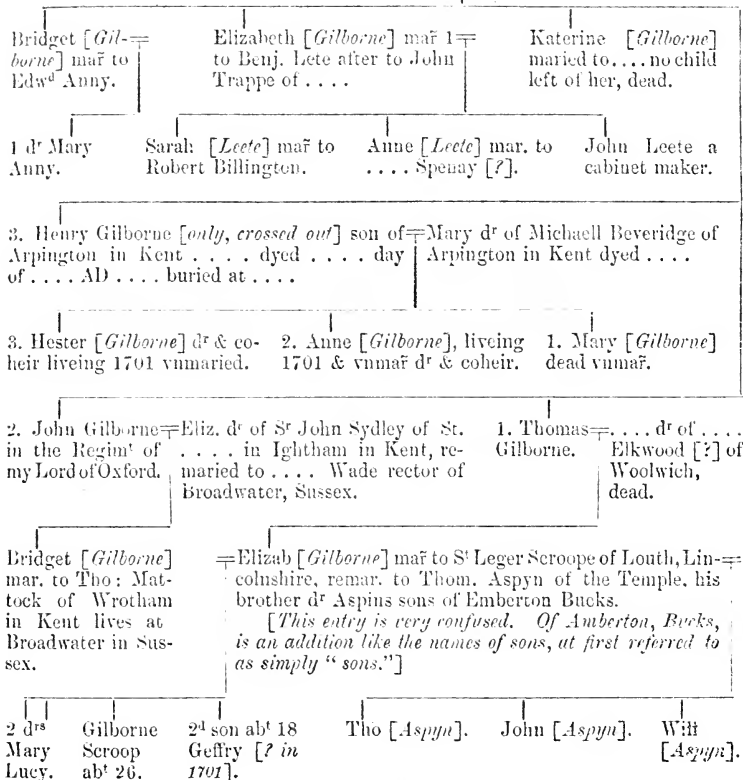 Bridget [Gil-
borne] mar̃ to
Edwᵈ Anny.
Elizabeth [Gilborne] mar̃ 1
to Benj. Lete after to John
Trappe of . . . .
Katerine [Gilborne]
maried to . . . . no child
left of her, dead.
1 dʳ Mary
Anny.
Sarah [Leete] mar̃ to
Robert Billington.
Anne [Leete] mar. to
. . . . Spenay [?].
John Leete a
cabinet maker.
3. Henry Gilborne [only, crossed out] son of
Arpington in Kent . . . . dyed . . . . day
of . . . . AD . . . . buried at . . . .
Mary dʳ of Michaell Beveridge of
Arpington in Kent dyed . . . .
3. Hester [Gilborne] dʳ & co-
heir liveing 1701 vnmaried.
2. Anne [Gilborne], liveing
1701 & vnmar̃ dʳ & coheir.
1. Mary [Gilborne]
dead vnmar̃.
2. John Gilborne
in the Regimᵗ of
my Lord of Oxford.
Eliz. dʳ of Sʳ John Sydley of St.
. . . . in Ightham in Kent, re-
maried to . . . . Wade rector of
Broadwater, Sussex.
1. Thomas
Gilborne.
. . . . dʳ of . . . .
Elkwood [?] of
Woolwich,
dead.
Bridget [Gilborne]
mar. to Tho: Mat-
tock of Wrotham
in Kent lives at
Broadwater in Sus-
sex.
Elizab [Gilborne] mar̃ to Sᵗ Leger Scroope of Louth, Lin-
colnshire, remar. to Thom. Aspyn of the Temple, his
brother dʳ Aspins sons of Emberton Bucks.
[This entry is very confused. Of Amberton, Bucks,
is an addition like the names of sons, at first referred to
as simply “ sons.”]
2 dʳˢ
Mary
Lucy.
Gilborne
Scroop
abᵗ 26.
2ᵈ son abᵗ 18
Geffry [? in
1701].
Tho [Aspyn].
John [Aspyn].
Wiłł
[Aspyn].